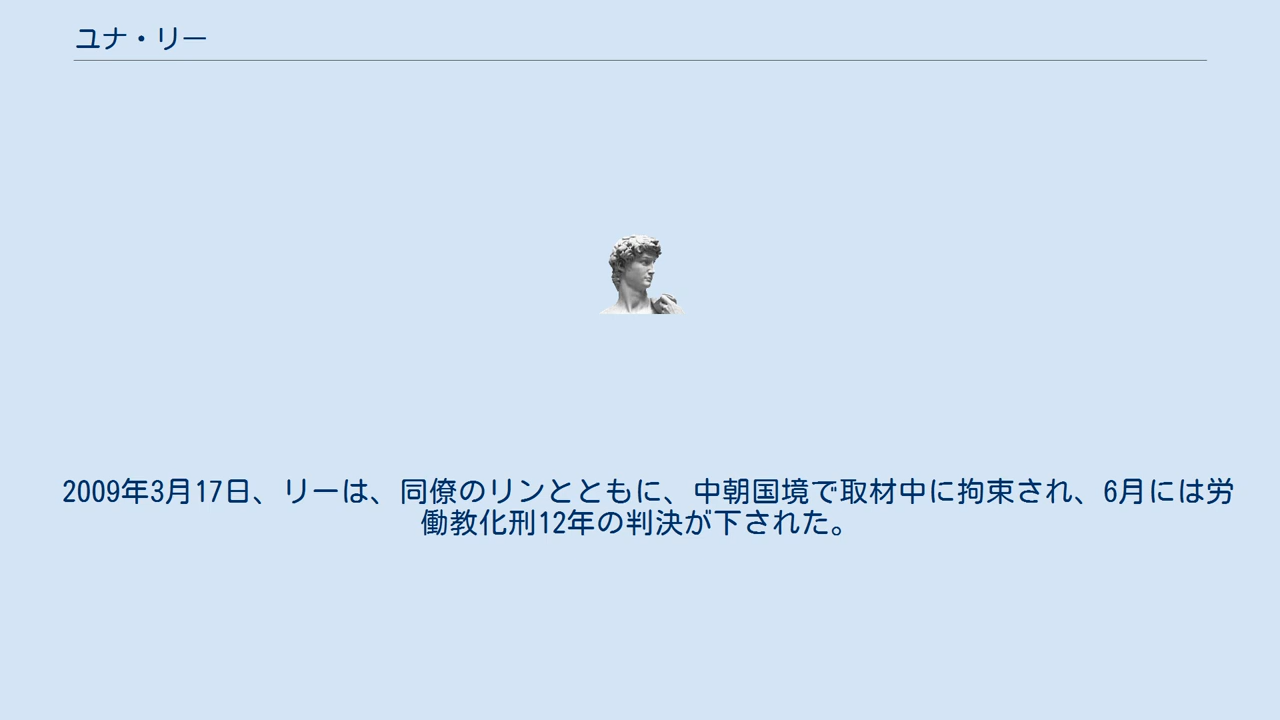 ユナ・リー
2009年3月17日、リーは、同僚のリンとともに、中朝国境で取材中に拘束され、6月には労
働教化刑12年の判決が下された。